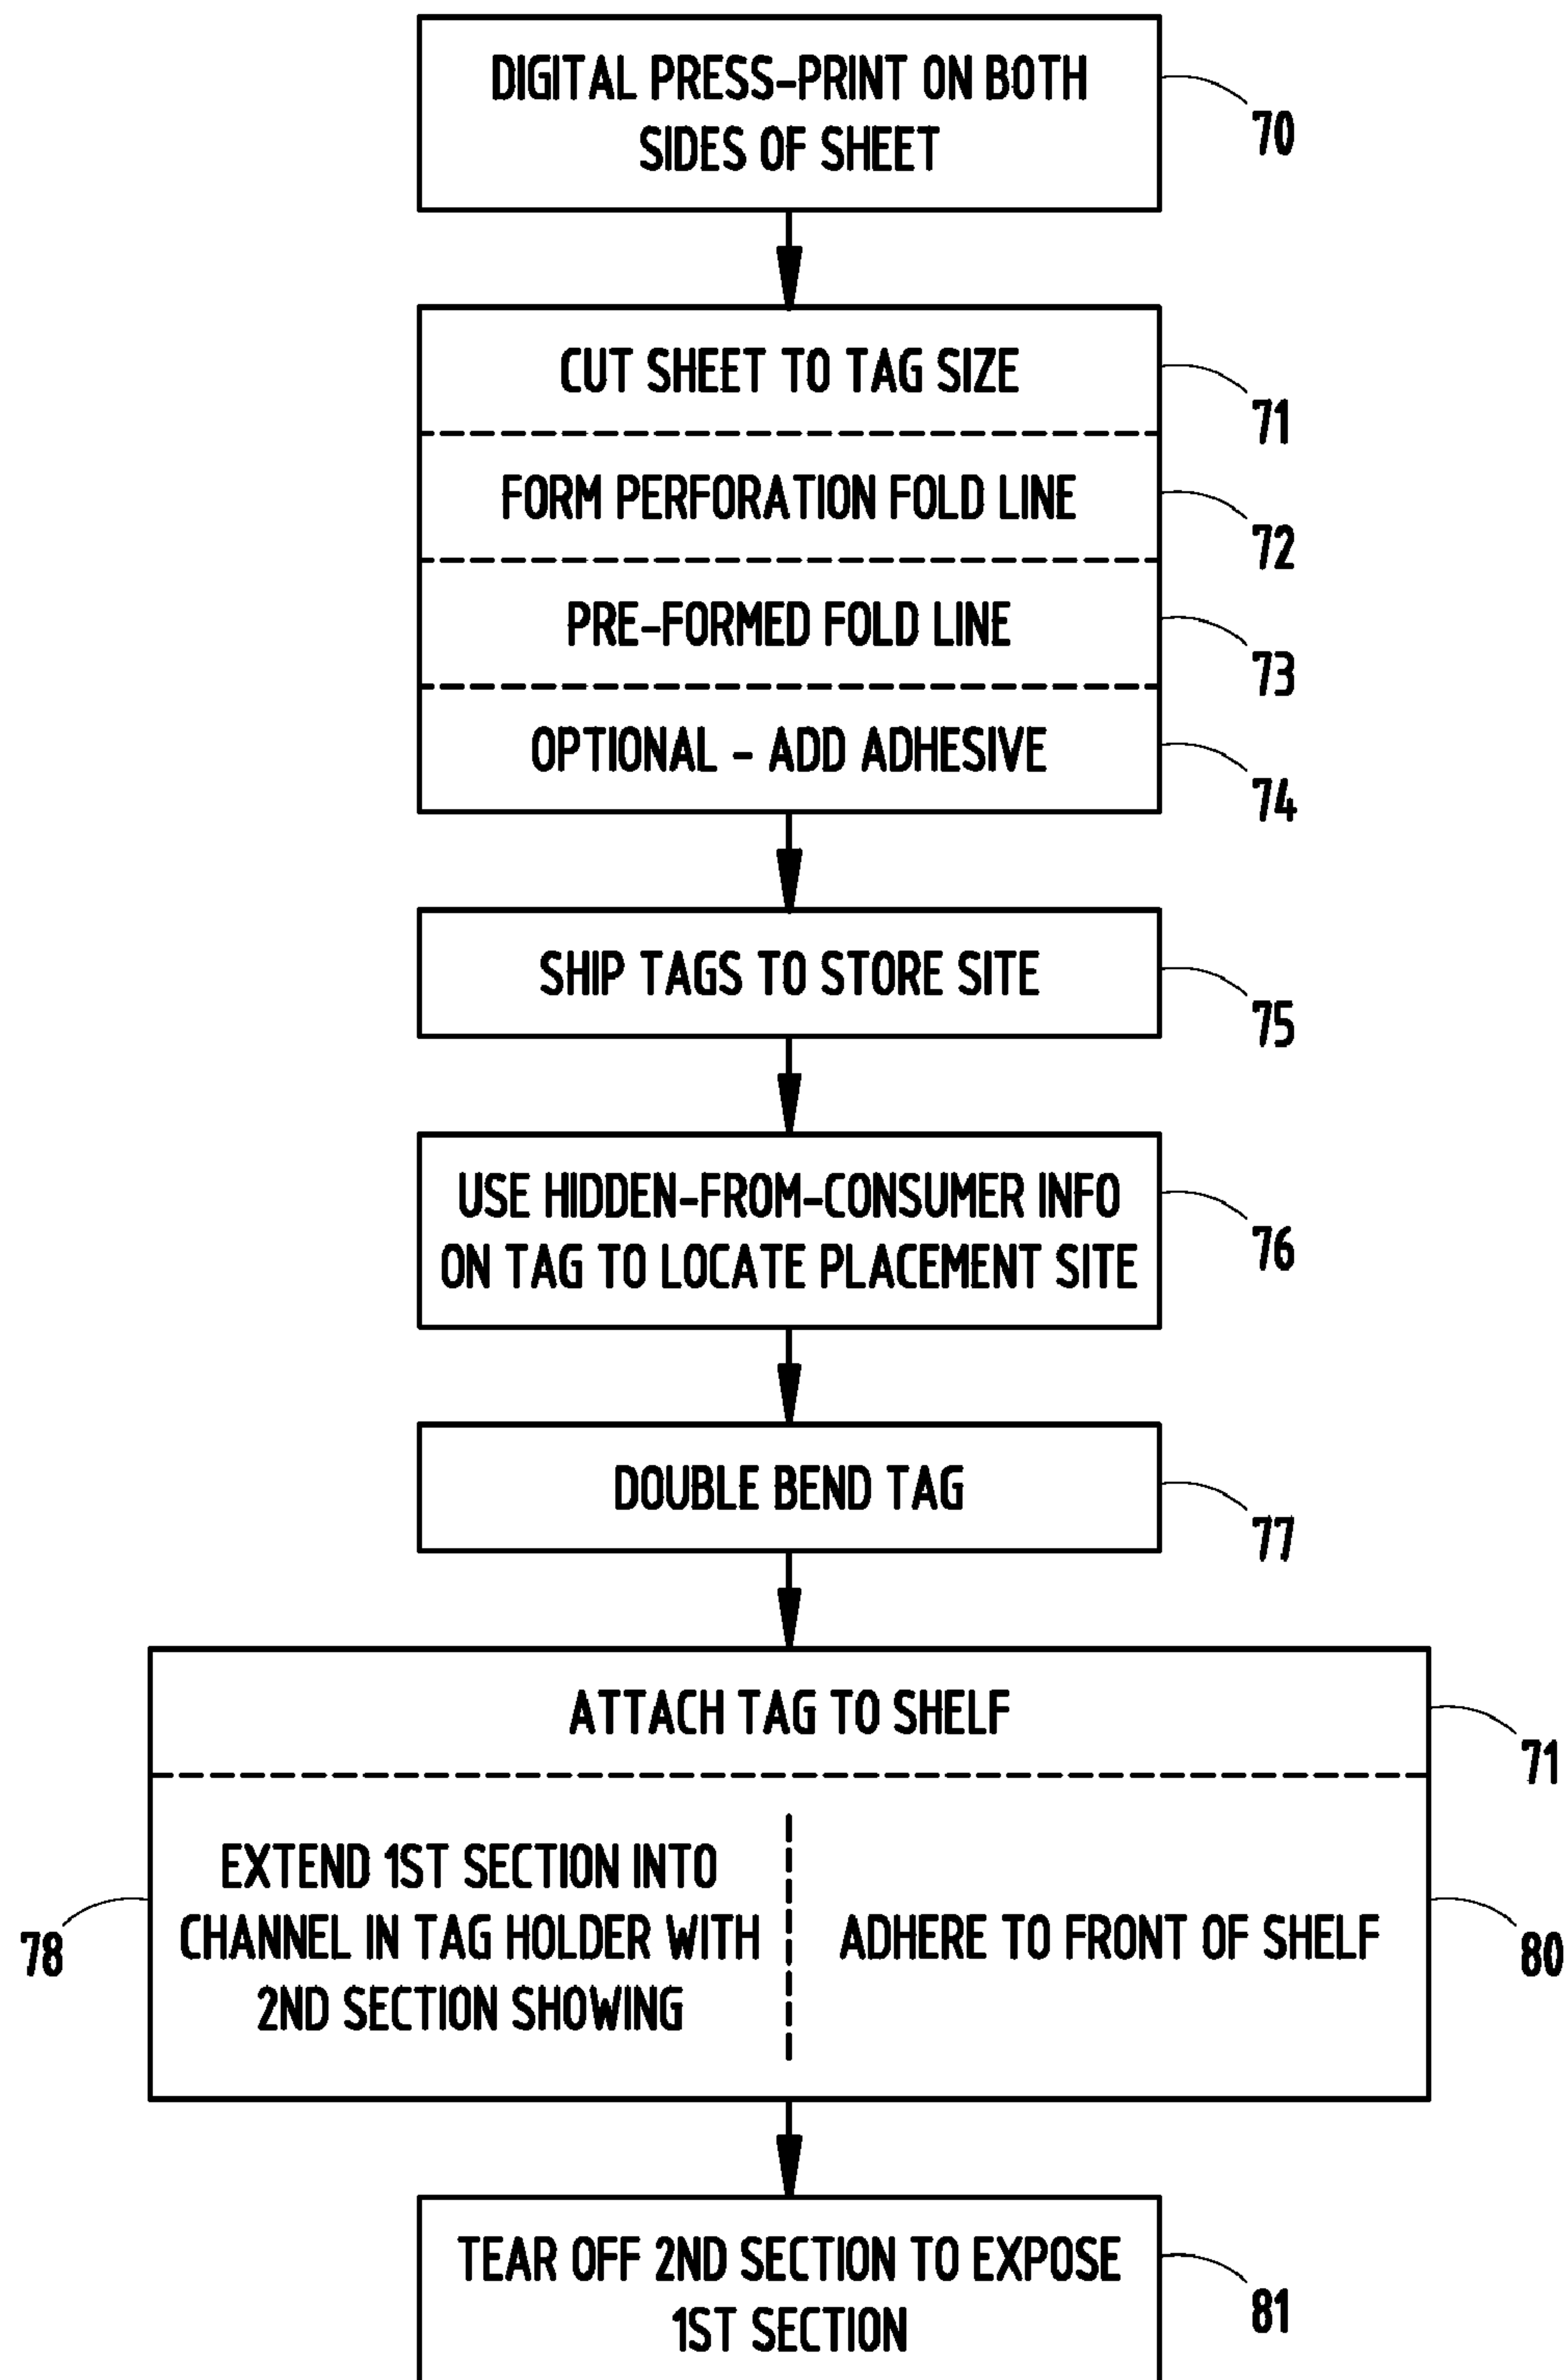 DIGITAL PRESS-PRINT ON BOTH
SIDES OF SHEET
70
CUT SHEET TO TAG SIZE
71
FORM PERFORATION FOLD LINE
72
PRE-FORMED FOLD LINE
73
OPTIONAL - ADD ADHESIVE
74
SHIP TAGS TO STORE SITE
75
USE HIDDEN-FROM-CONSUMER INFO
ON TAG TO LOCATE PLACEMENT SITE
76
DOUBLE BEND TAG
77
ATTACH TAG TO SHELF
71
EXTEND 1ST SECTION INTO
CHANNEL IN TAG HOLDER WITH
2ND SECTION SHOWING
78
ADHERE TO FRONT OF SHELF
80
TEAR OFF 2ND SECTION TO EXPOSE
1ST SECTION
81